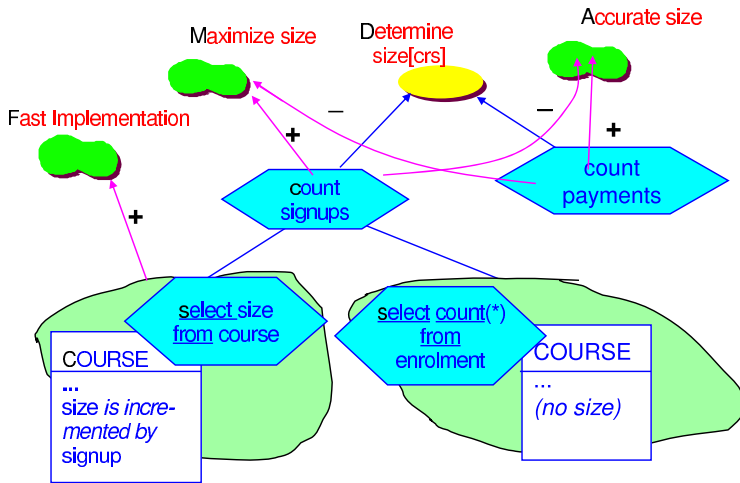 Maximize size
Determine
size[crs]
Accurate size
Fast Implementation
–
–
+
+
+
count
signups
count
payments
select size
from course
select count(*)
from
enrolment
COURSE
...
size is incre-
mented by
signup
COURSE
...
(no size)